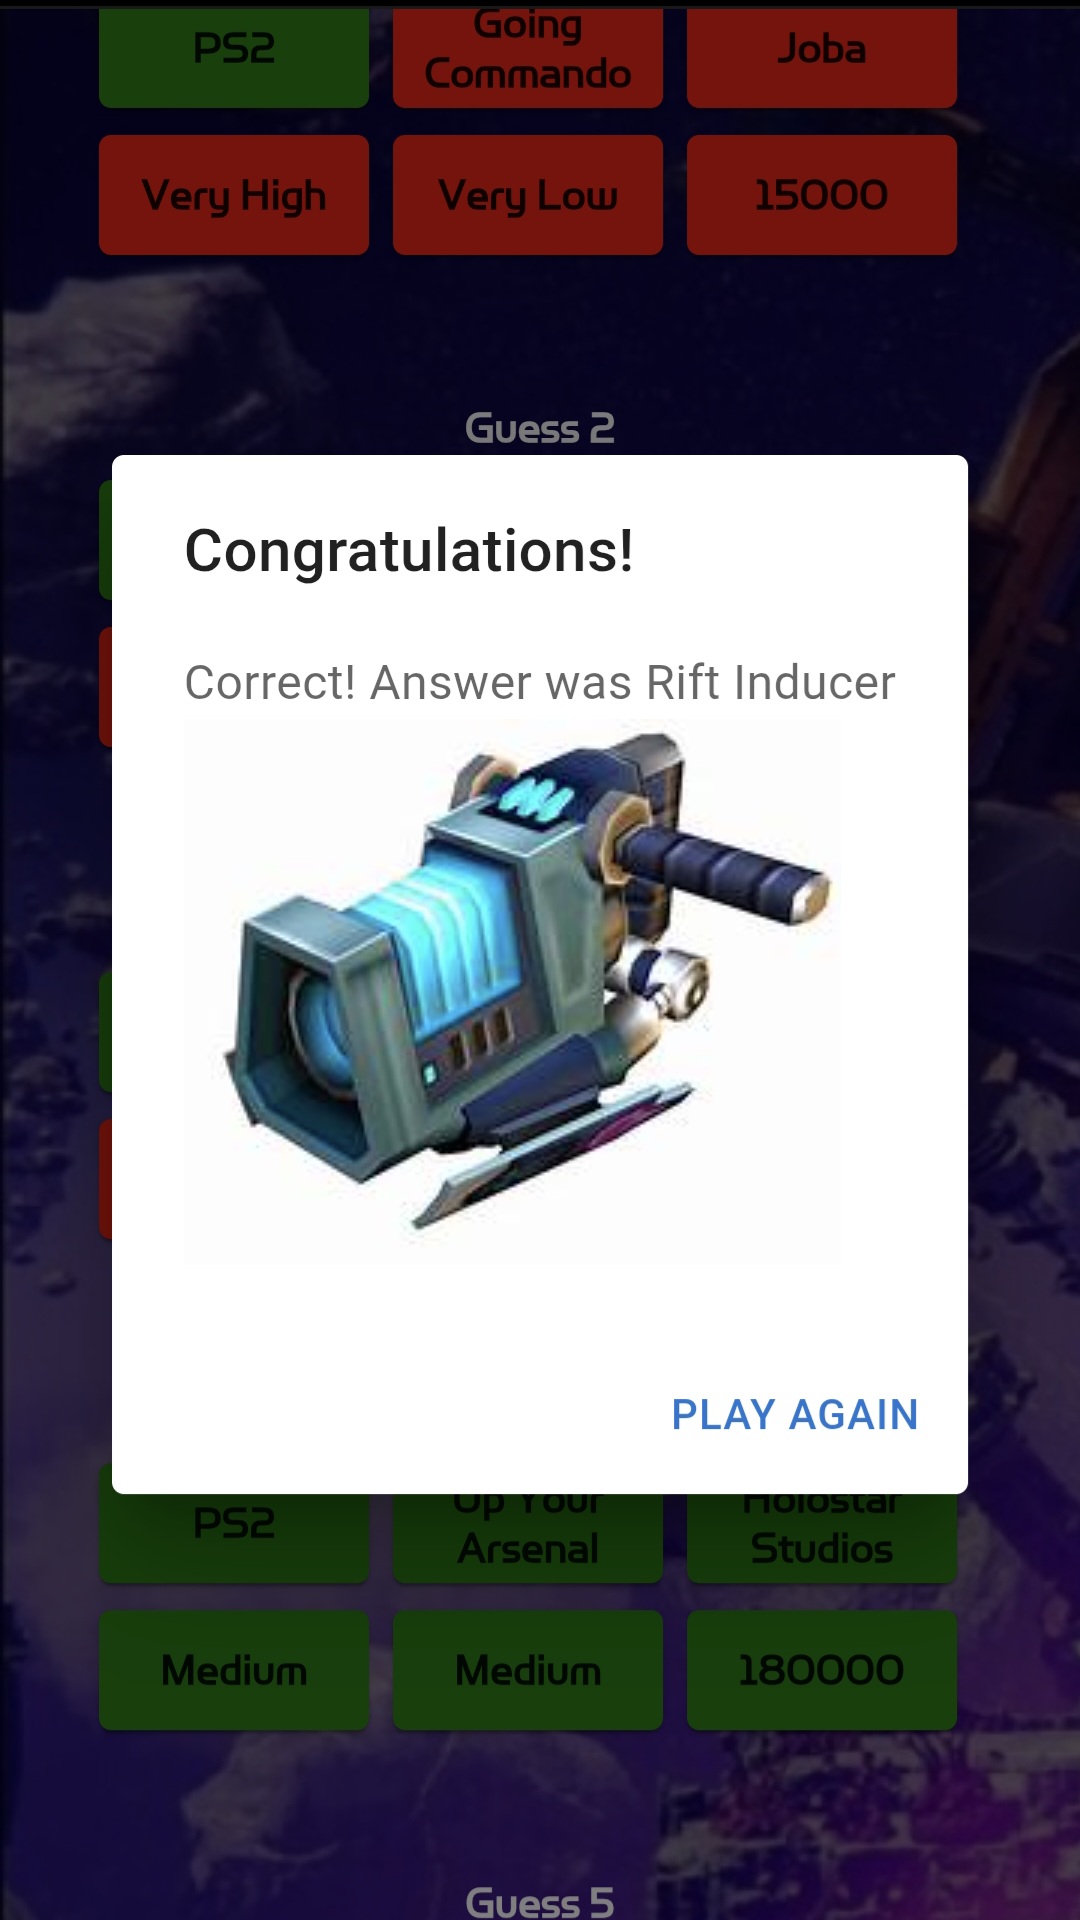 PS2
Going
Commando
Joba
Very High
Very Low
15000
Guess 2
Congratulations!
Correct! Answer was Rift Inducer
PLAY AGAIN
PS2
Up Your
Arsenal
Holostar
Studios
Medium
Medium
180000
Guess 5